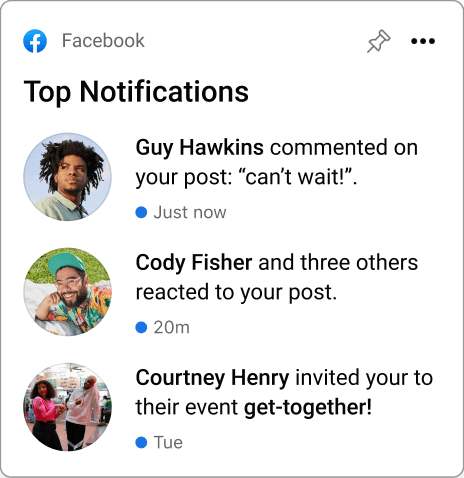 Facebook
Top Notifications
Guy Hawkins commented on
your post: “can’t wait!”.
Just now
Cody Fisher and three others
reacted to your post.
20m
Courtney Henry invited your to
their event get-together!
Tue